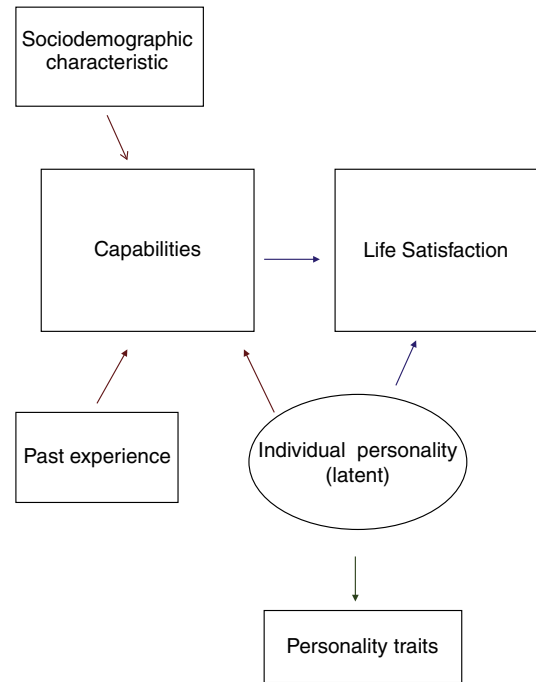 Sociodemographic
characteristic
Capabilities
Life Satisfaction
Past experience
Individual personality
(latent)
Personality traits